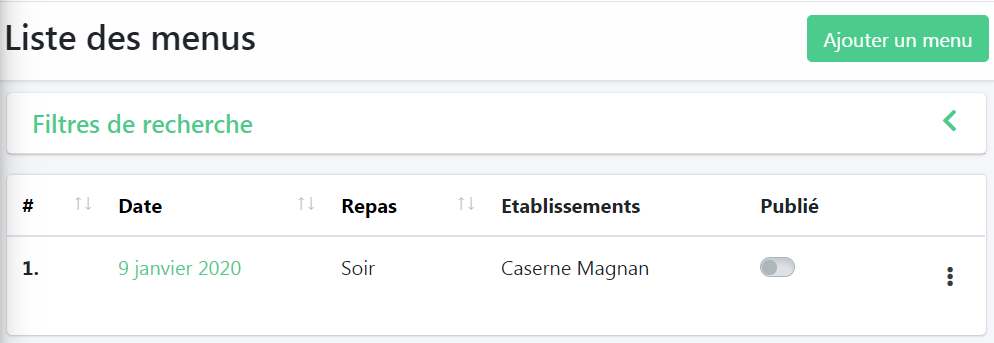 Liste des menus
Ajouter un menu
Filtres de recherche
# Date Repas Etablissements Publié
1. 9 janvier 2020 Soir Caserne Magnan